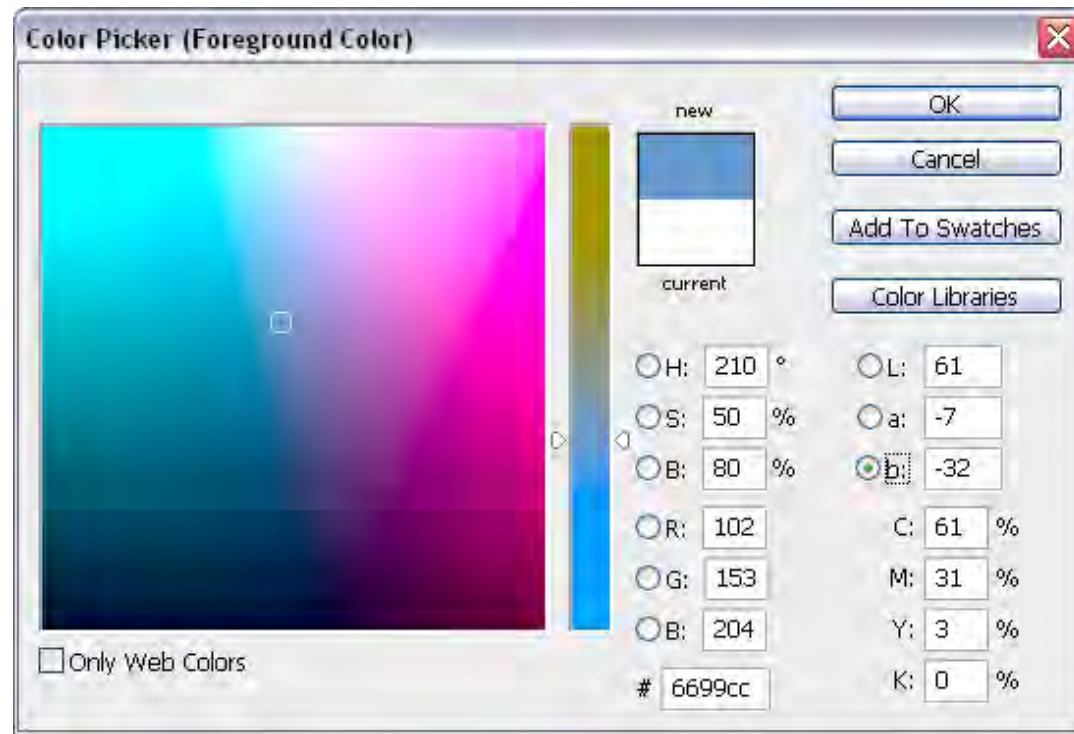 Color Picker (Foreground Color)
new
current
OK
Cancel
Add To Swatches
Color Libraries
H: 210 °
S: 50 %
B: 80 %
R: 102
G: 153
B: 204
# 6699cc
L: 61
a: -7
b: -32
C: 61 %
M: 31 %
Y: 3 %
K: 0 %
Only Web Colors